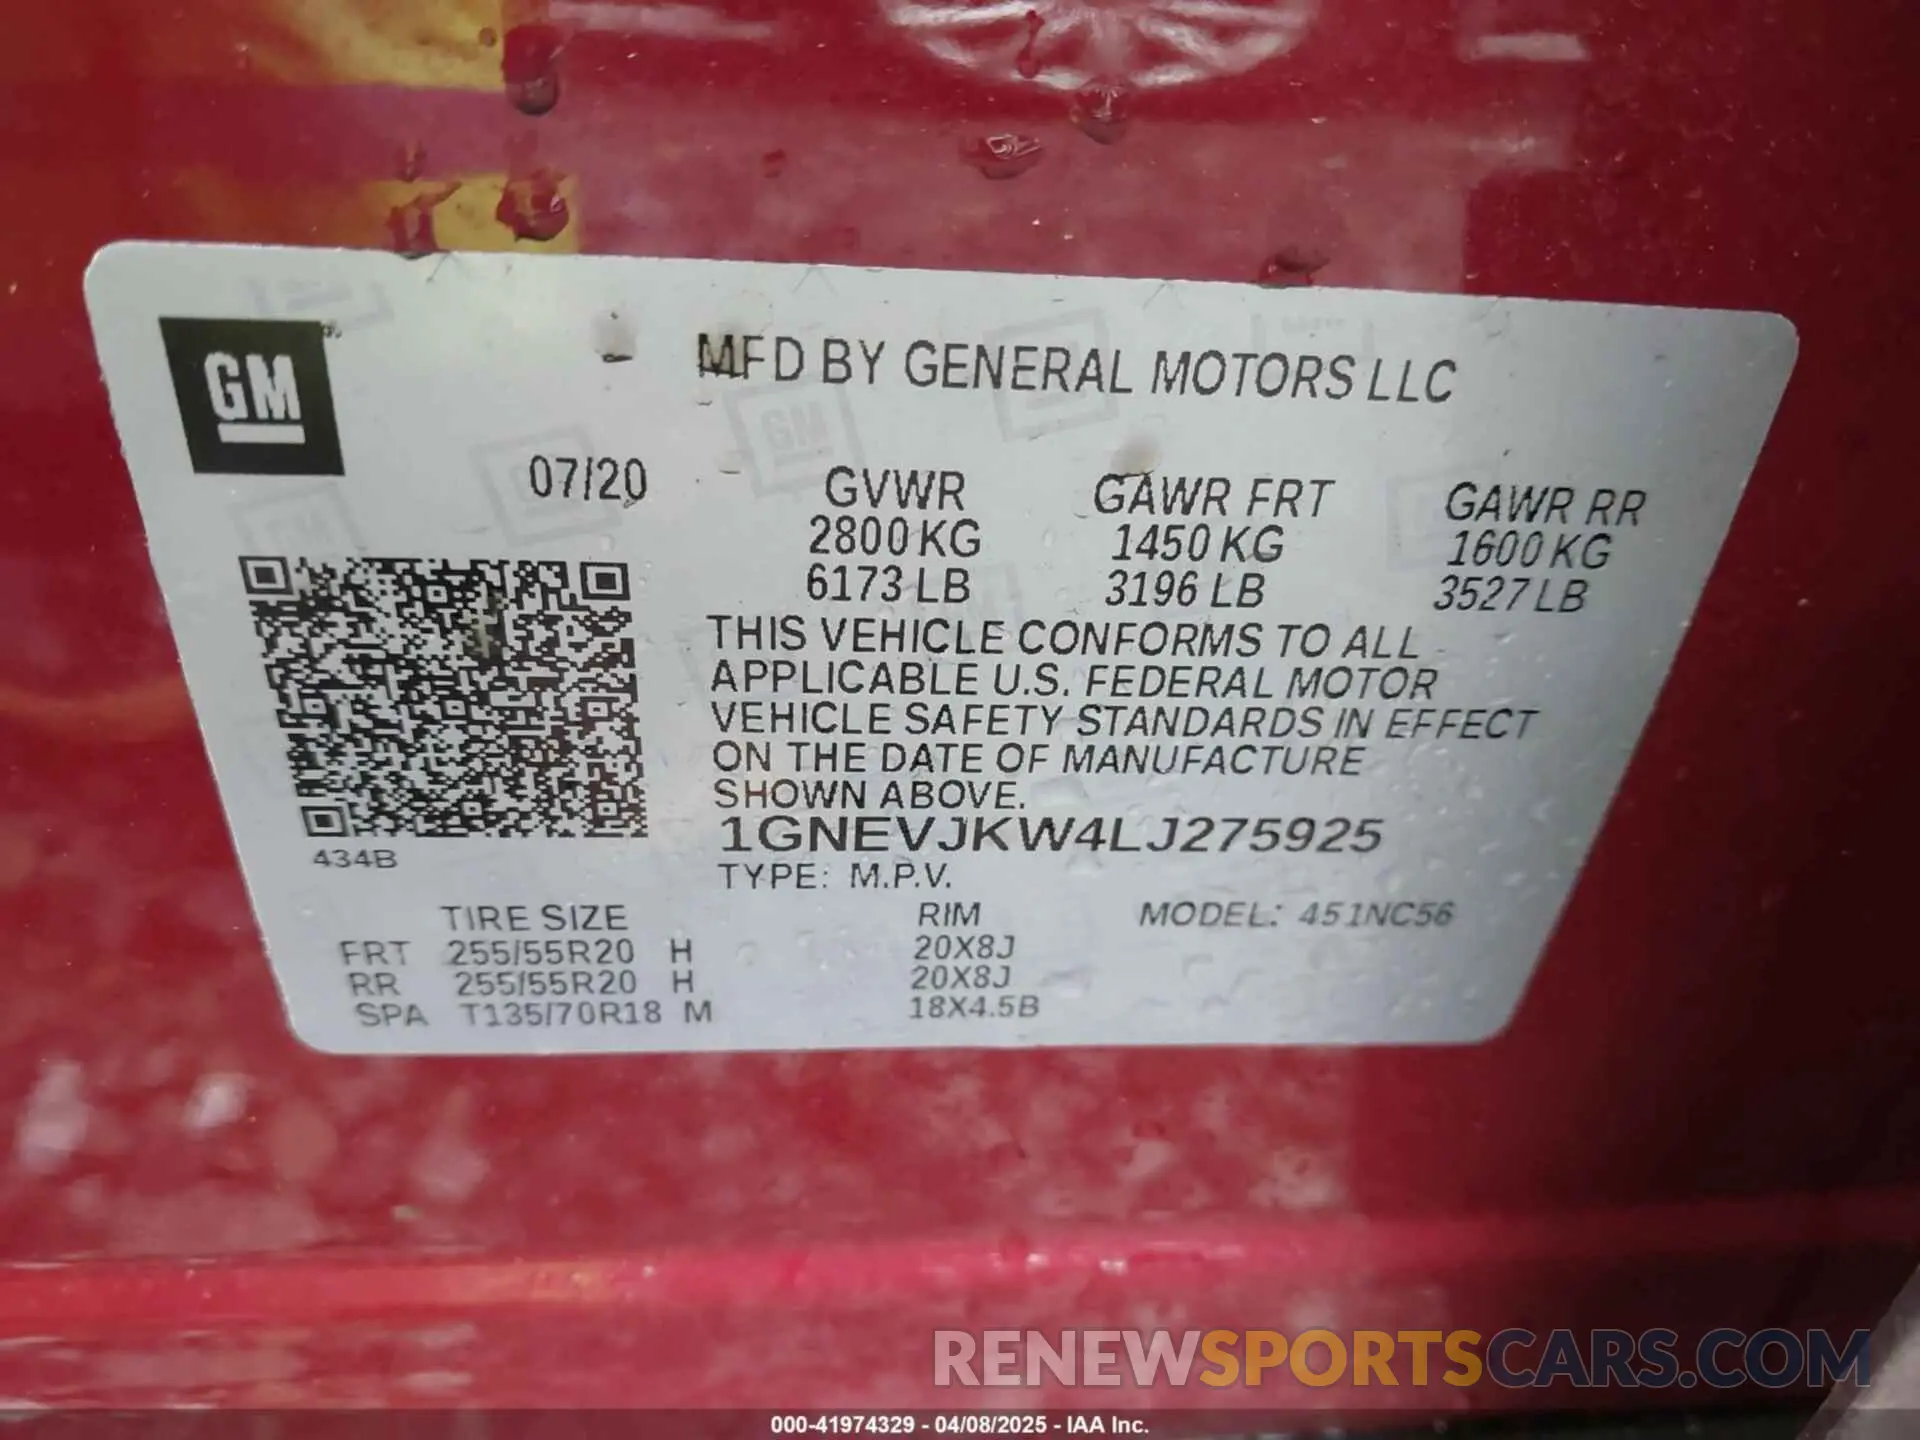 GM
MFD BY GENERAL MOTORS LLC
07/20 GVWR GAWR FRT GAWR RR
2800 KG 1450 KG 1600 KG
6173 LB 3196 LB 3527 LB
THIS VEHICLE CONFORMS TO ALL
APPLICABLE U.S. FEDERAL MOTOR
VEHICLE SAFETY STANDARDS IN EFFECT
ON THE DATE OF MANUFACTURE
SHOWN ABOVE.
1GNEVJKW4LJ275925
434B
TYPE: M.P.V.
TIRE SIZE RIM MODEL: 451NC56
FRT 255/55R20 H 20X8J
RR 255/55R20 H 20X8J
SPA T135/70R18 M 18X4.5B
RENEWSPORTSCARS.COM
000-41974329 - 04/08/2025 - IAA Inc.